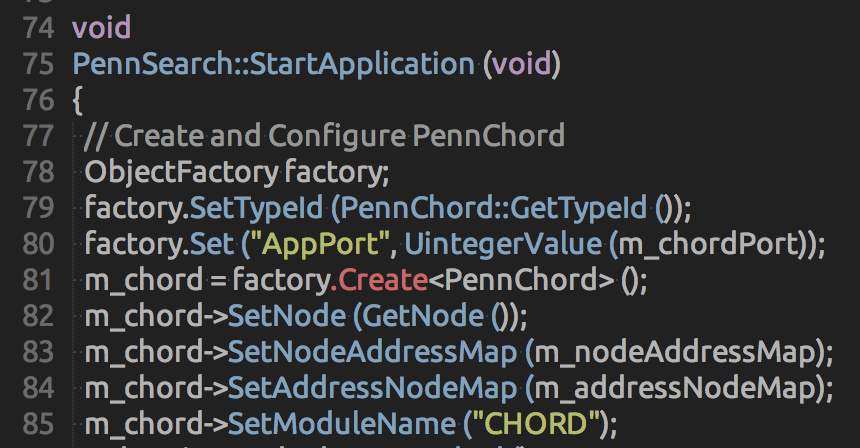 74 void
75 PennSearch::StartApplication (void)
76 {
77 // Create and Configure PennChord
78 ObjectFactory factory;
79 factory.SetTypeId (PennChord::GetTypeId ());
80 factory.Set ("AppPort", UintegerValue (m_chordPort));
81 m_chord = factory.Create<PennChord> ();
82 m_chord->SetNode (GetNode ());
83 m_chord->SetNodeAddressMap (m_nodeAddressMap);
84 m_chord->SetAddressNodeMap (m_addressNodeMap);
85 m_chord->SetModuleName ("CHORD");